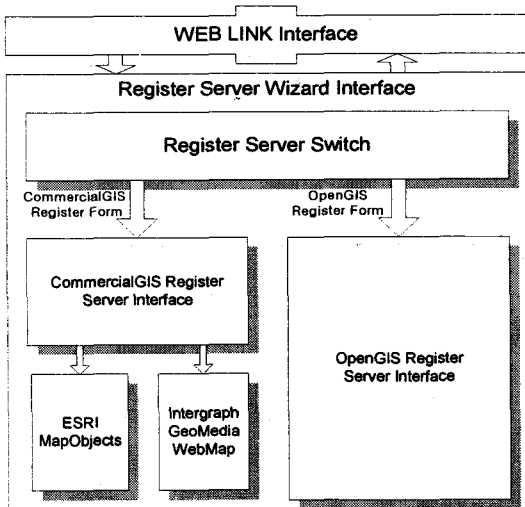 WEB LINK Interface
Register Server Wizard Interface
Register Server Switch
CommercialGIS
Register Form
OpenGIS
Register Form
CommercialGIS Register
Server Interface
OpenGIS Register
Server Interface
ESRI
MapObjects
Intergraph
GeoMedia
WebMap